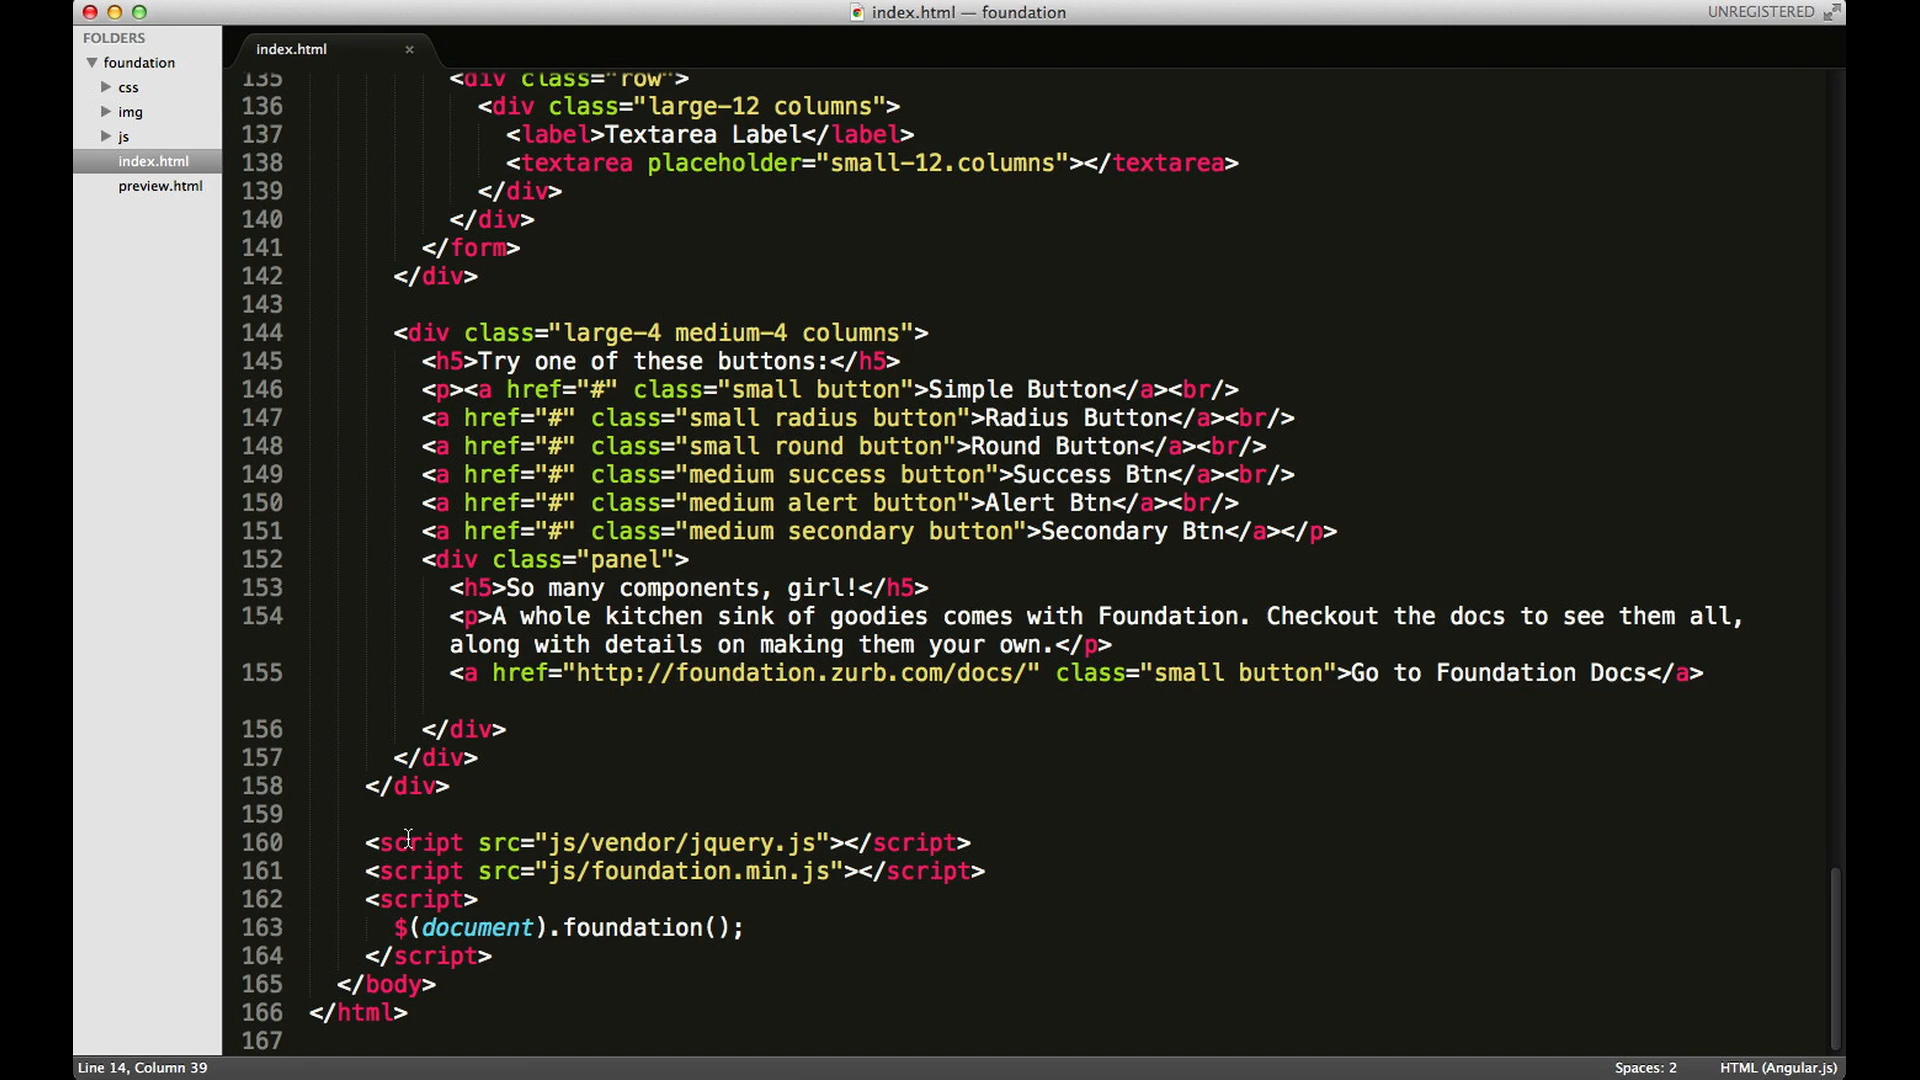 index.html — foundation
UNREGISTERED
FOLDERS
foundation
css
img
js
index.html
preview.html
index.html ×
135 <div class="row">
136 <div class="large-12 columns">
137 <label>Textarea Label</label>
138 <textarea placeholder="small-12.columns"></textarea>
139 </div>
140 </div>
141 </form>
142 </div>
143
144 <div class="large-4 medium-4 columns">
145 <h5>Try one of these buttons:</h5>
146 <p><a href="#" class="small button">Simple Button</a><br/>
147 <a href="#" class="small radius button">Radius Button</a><br/>
148 <a href="#" class="small round button">Round Button</a><br/>
149 <a href="#" class="medium success button">Success Btn</a><br/>
150 <a href="#" class="medium alert button">Alert Btn</a><br/>
151 <a href="#" class="medium secondary button">Secondary Btn</a></p>
152 <div class="panel">
153 <h5>So many components, girl!</h5>
154 <p>A whole kitchen sink of goodies comes with Foundation. Checkout the docs to see them all,
along with details on making them your own.</p>
155 <a href="http://foundation.zurb.com/docs/" class="small button">Go to Foundation Docs</a>
156 </div>
157 </div>
158 </div>
159
160 <script src="js/vendor/jquery.js"></script>
161 <script src="js/foundation.min.js"></script>
162 <script>
163 $(document).foundation();
164 </script>
165 </body>
166 </html>
167
Line 14, Column 39
Spaces: 2
HTML (Angular.js)